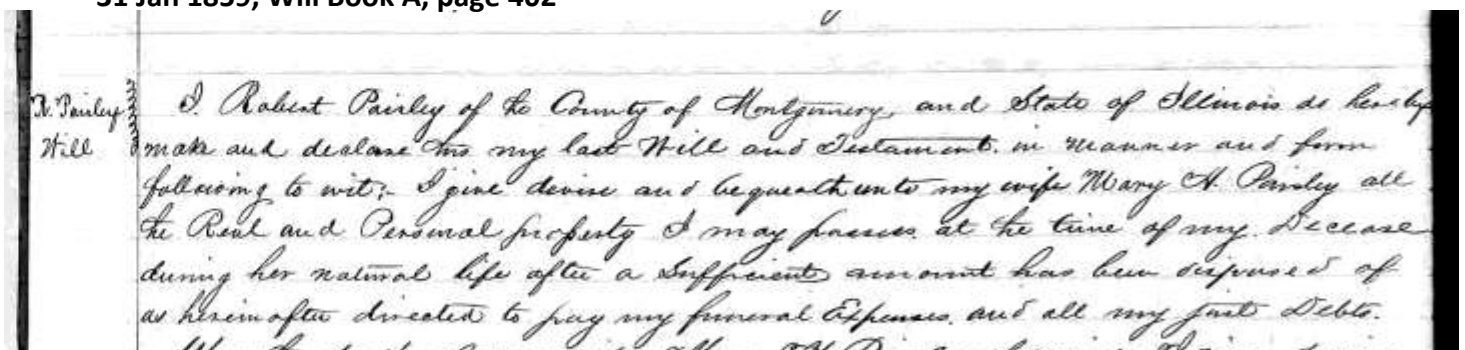 31 Jan 1859, Will Book A, page 402
R. Paisley
Will
I. Robert Paisley of the County of Montgomery, and State of Illinois do hereby
make and declare this my last Will and Testament. in manner and form
following to wit:- I give devise and bequeath unto my wife Mary H. Paisley all
the Real and Personal property I may posses. at the time of my Decease
during her natural life after a Sufficient amount has been disposed of
as hereinafter directed to pay my funeral Expenses. and all my just Debts.